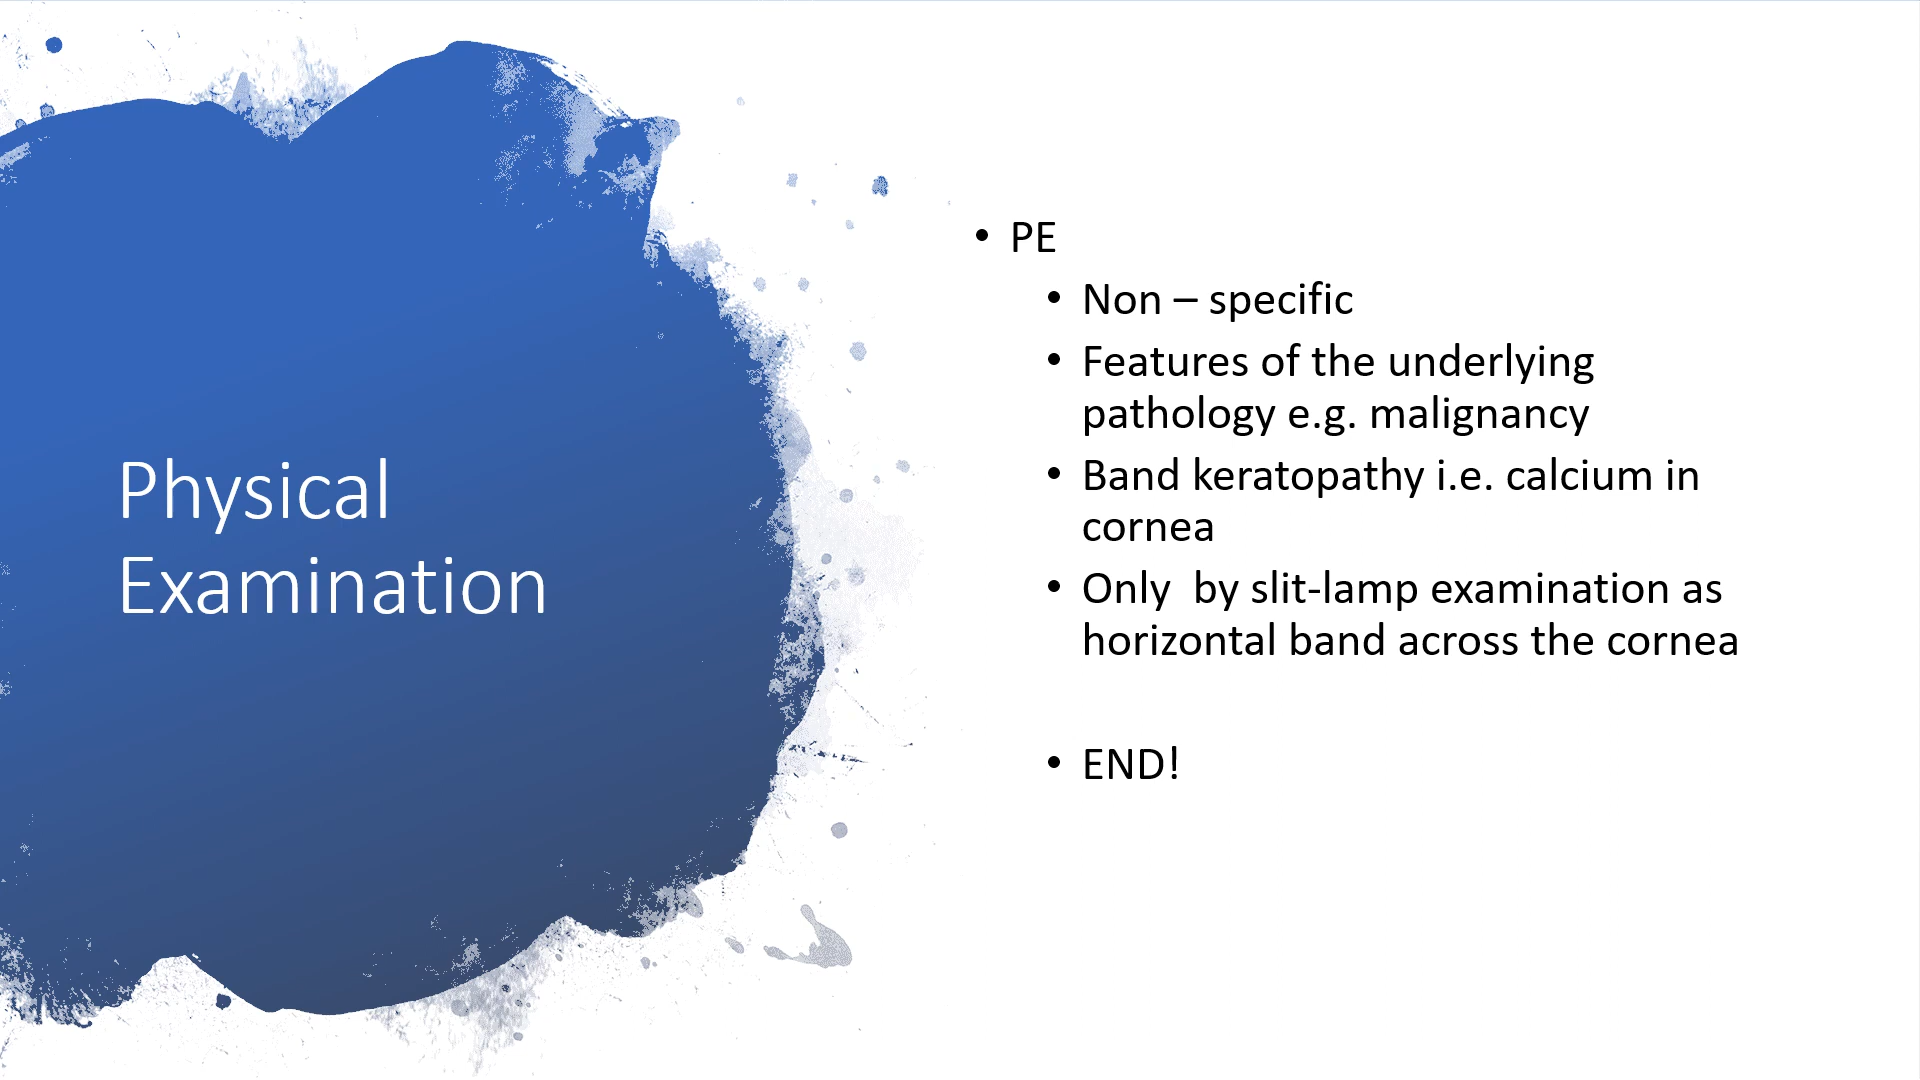 Physical
Examination
• PE
• Non – specific
• Features of the underlying
pathology e.g. malignancy
• Band keratopathy i.e. calcium in
cornea
• Only  by slit-lamp examination as
horizontal band across the cornea
• END!